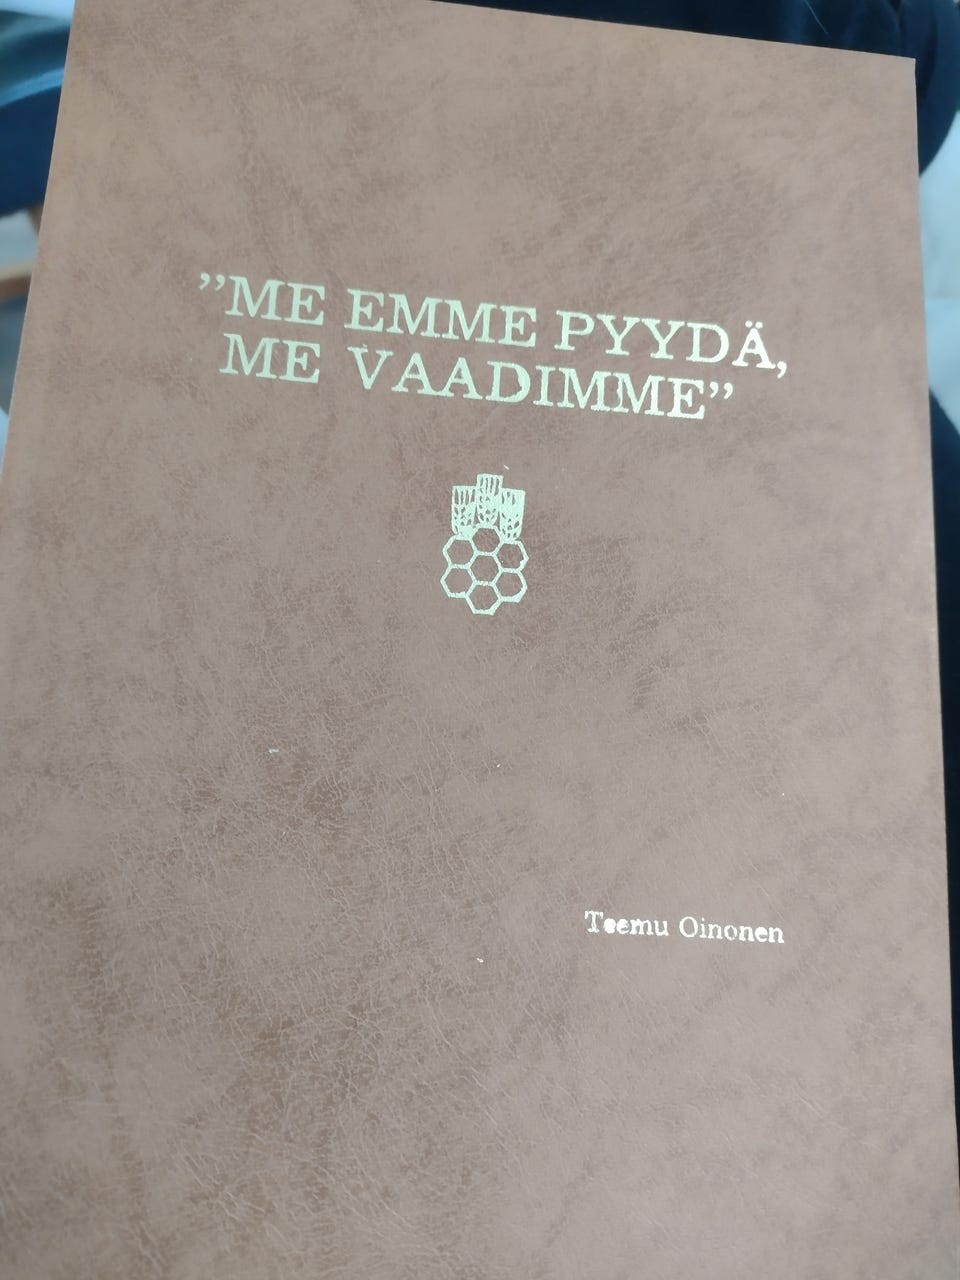 ”ME EMME PYYDÄ,
ME VAADIMME”
Teemu Oinonen